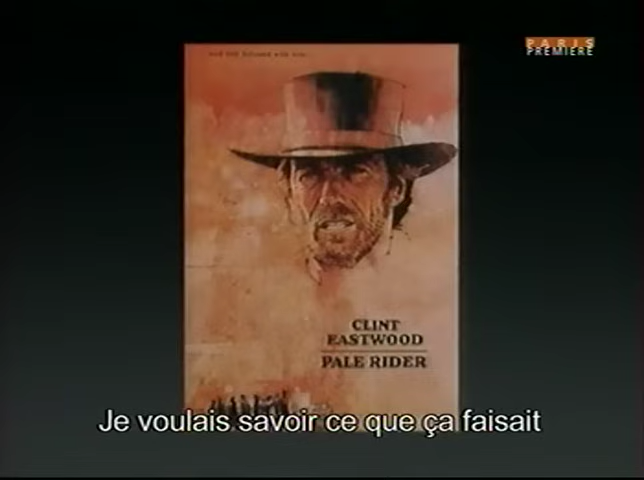 PARIS
PREMIERE
CLINT
EASTWOOD
PALE RIDER
Je voulais savoir ce que ça faisait